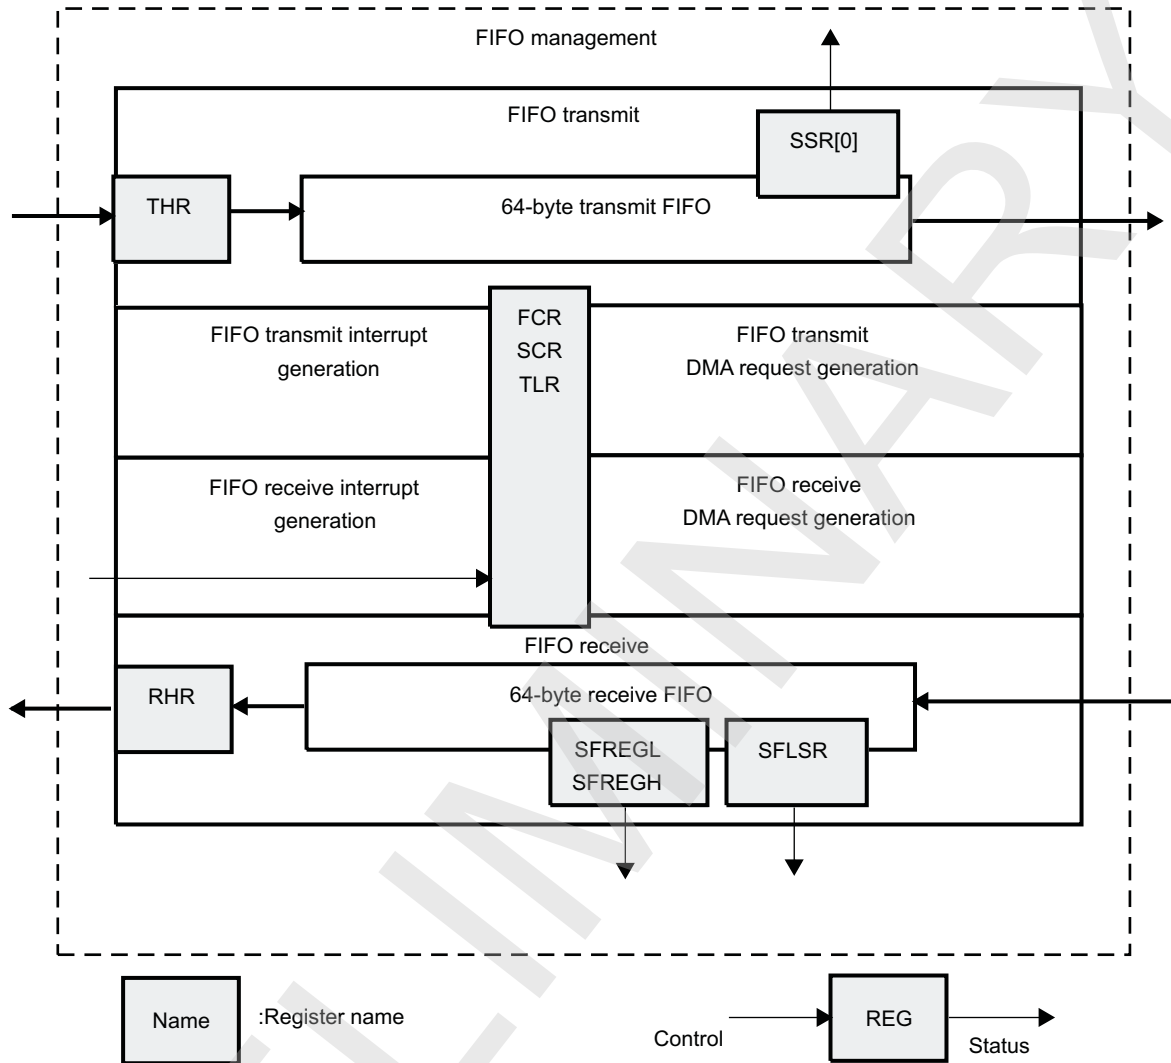 FIFO management
FIFO transmit
SSR[0]
THR
64-byte transmit FIFO
FIFO transmit interrupt
generation
FCR
SCR
TLR
FIFO transmit
DMA request generation
FIFO receive interrupt
generation
FIFO receive
DMA request generation
FIFO receive
RHR
64-byte receive FIFO
SFREGL
SFREGH
SFLSR
Name
:Register name
Control
REG
Status